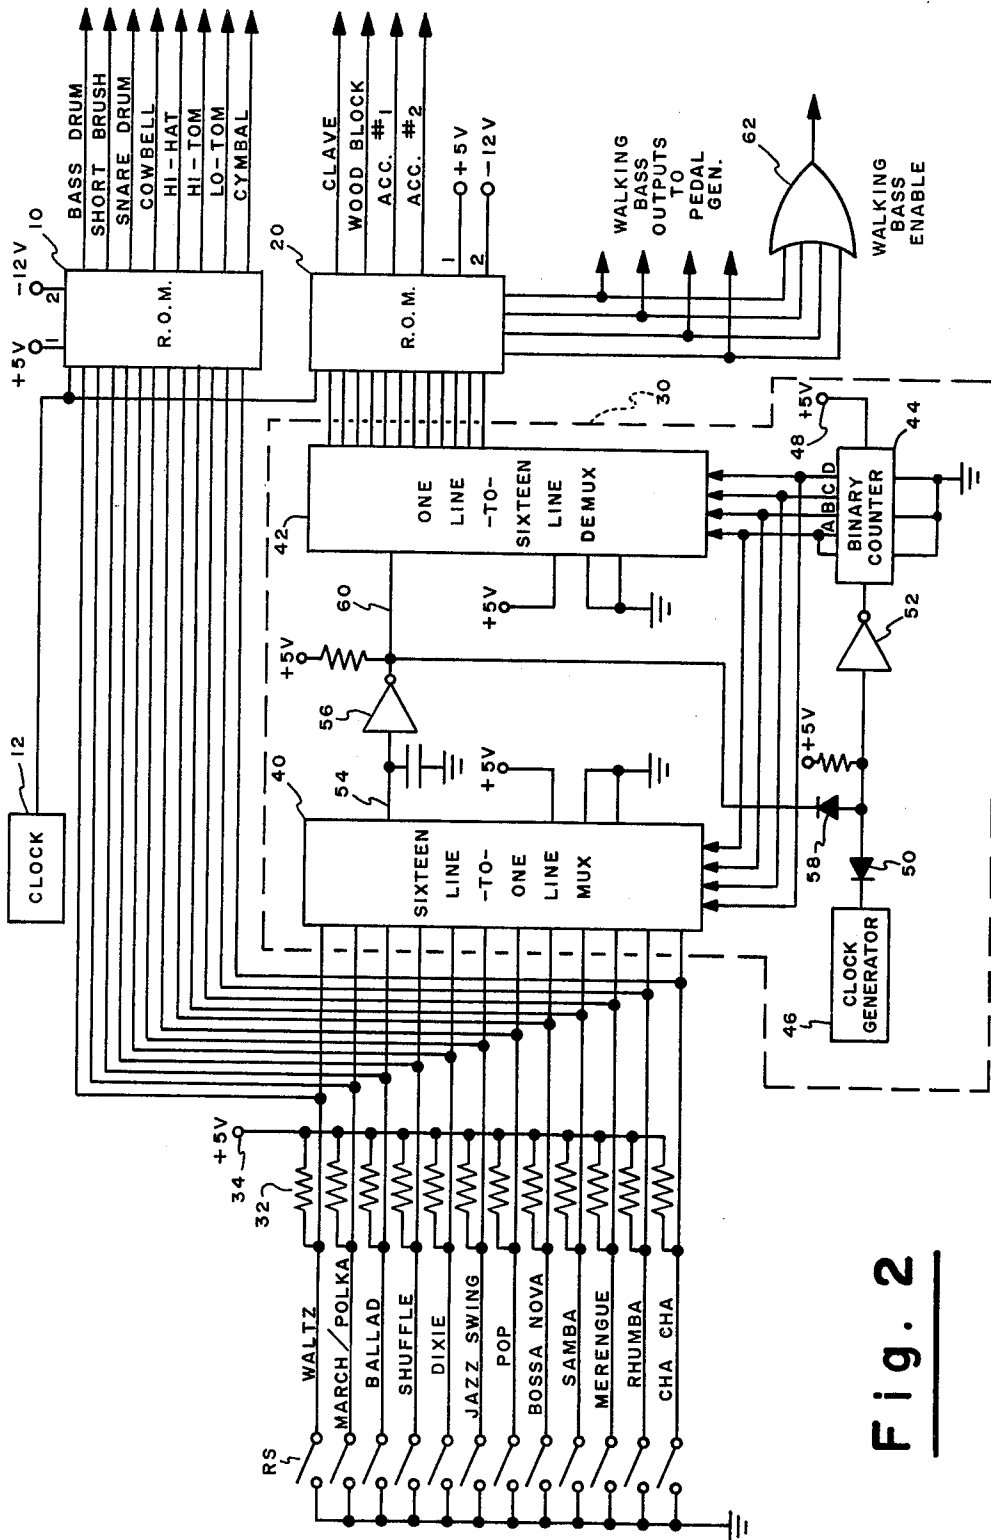 RS
WALTZ
MARCH/POLKA
BALLAD
SHUFFLE
DIXIE
JAZZ SWING
POP
BOSSA NOVA
SAMBA
MERENGUE
RHUMBA
CHA CHA
32
34
+5V
CLOCK
12
+5V
1
-12V
2
10
R.O.M.
BASS DRUM
SHORT BRUSH
SNARE DRUM
COWBELL
HI-HAT
HI-TOM
LO-TOM
CYMBAL
20
R.O.M.
CLAVE
WOOD BLOCK
ACC. #1
ACC. #2
1
+5V
2
-12V
WALKING
BASS
OUTPUTS
TO
PEDAL
GEN.
62
WALKING
BASS
ENABLE
30
40
SIXTEEN
LINE
-TO-
ONE
LINE
MUX
54
56
+5V
+5V
60
42
ONE
LINE
-TO-
SIXTEEN
LINE
DEMUX
+5V
46
CLOCK
GENERATOR
50
58
+5V
52
A B C D
BINARY
COUNTER
44
48
+5V
Fig. 2